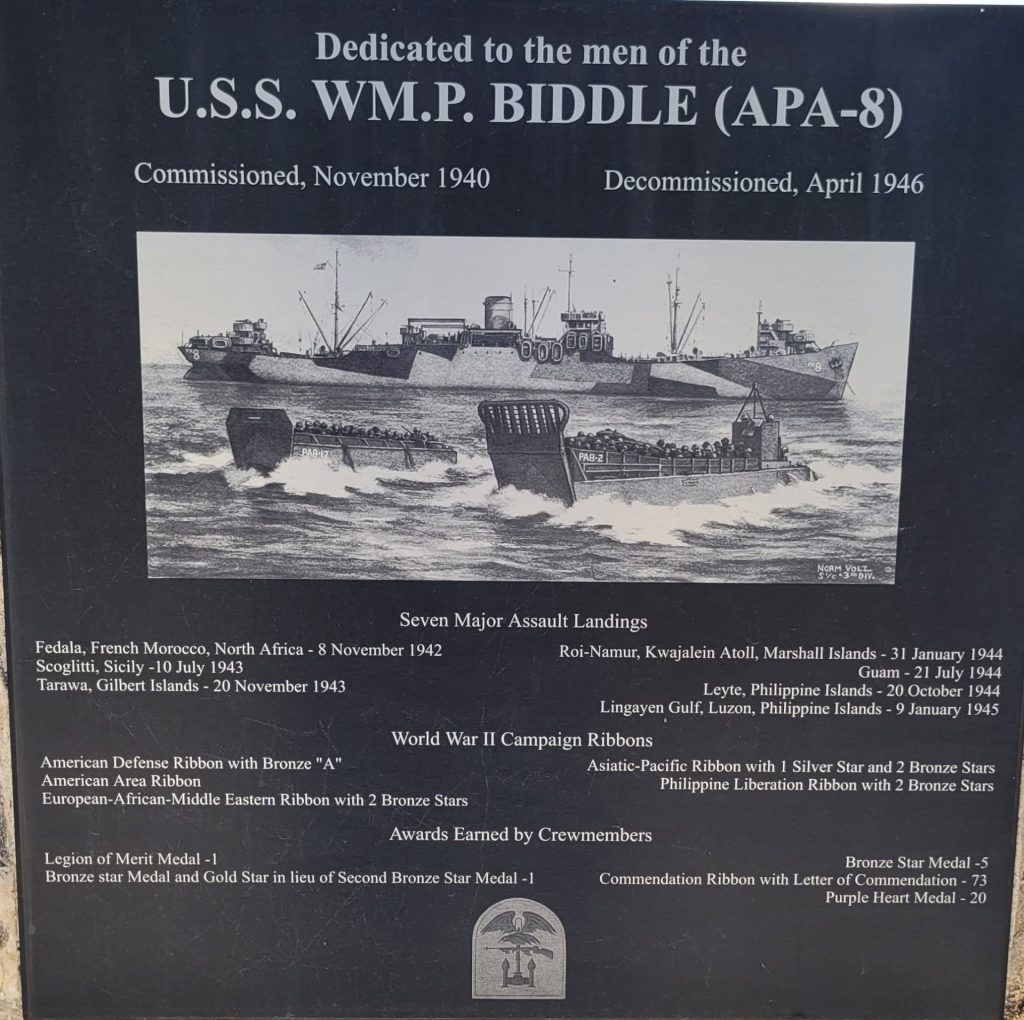 Dedicated to the men of the
U.S.S. WM.P. BIDDLE (APA-8)
Commissioned, November 1940
Decommissioned, April 1946
8
8
PA8-17
PA8-2
NORM VOLZ
S 1/c • 3RD DIV.
Seven Major Assault Landings
Fedala, French Morocco, North Africa - 8 November 1942
Scoglitti, Sicily -10 July 1943
Tarawa, Gilbert Islands - 20 November 1943
Roi-Namur, Kwajalein Atoll, Marshall Islands - 31 January 1944
Guam - 21 July 1944
Leyte, Philippine Islands - 20 October 1944
Lingayen Gulf, Luzon, Philippine Islands - 9 January 1945
World War II Campaign Ribbons
American Defense Ribbon with Bronze "A"
American Area Ribbon
European-African-Middle Eastern Ribbon with 2 Bronze Stars
Asiatic-Pacific Ribbon with 1 Silver Star and 2 Bronze Stars
Philippine Liberation Ribbon with 2 Bronze Stars
Awards Earned by Crewmembers
Legion of Merit Medal -1
Bronze star Medal and Gold Star in lieu of Second Bronze Star Medal -1
Bronze Star Medal -5
Commendation Ribbon with Letter of Commendation - 73
Purple Heart Medal - 20